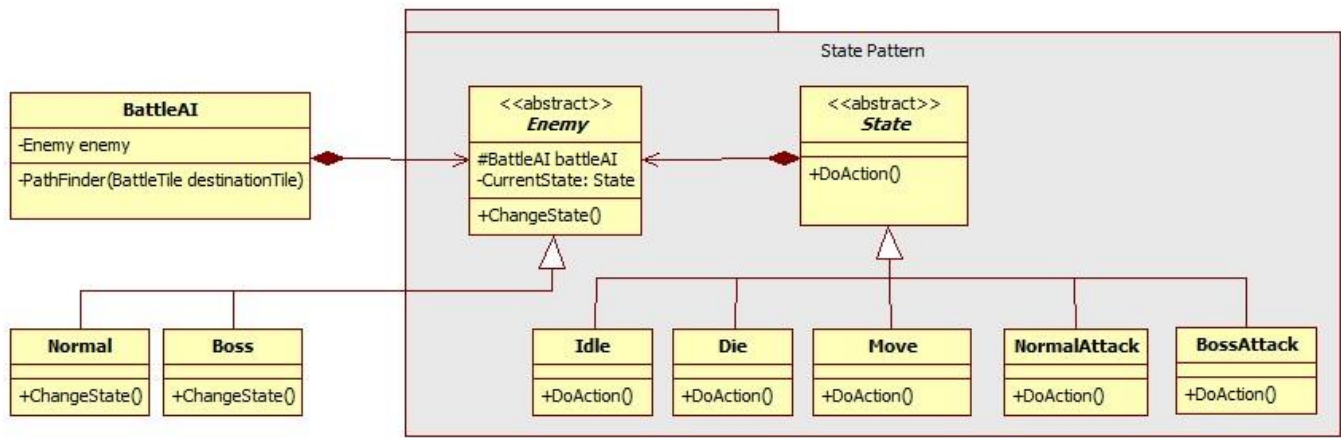 State Pattern
BattleAI
-Enemy enemy
-PathFinder(BattleTile destinationTile)
<<abstract>>
Enemy
#BattleAI battleAI
-CurrentState: State
+ChangeState()
<<abstract>>
State
+DoAction()
Normal
+ChangeState()
Boss
+ChangeState()
Idle
+DoAction()
Die
+DoAction()
Move
+DoAction()
NormalAttack
+DoAction()
BossAttack
+DoAction()